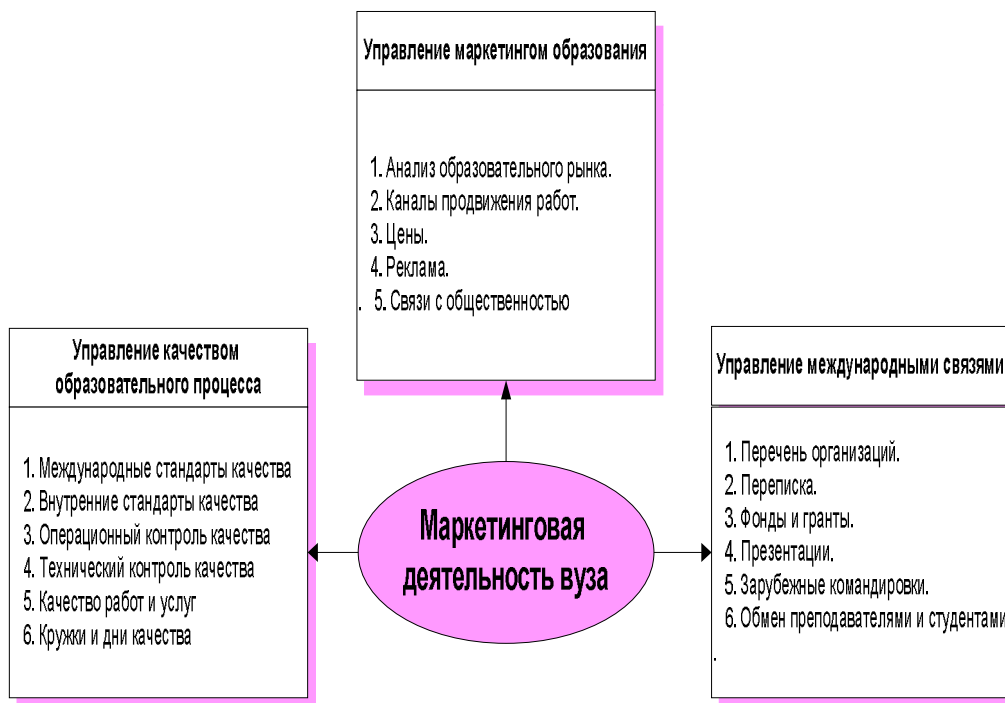 Управление маркетингом образования
1. Анализ образовательного рынка.
2. Каналы продвижения работ.
3. Цены.
4. Реклама.
. 5. Связи с общественностью
Управление качеством
образовательного процесса
1. Международные стандарты качества
2. Внутренние стандарты качества
3. Операционный контроль качества
4. Технический контроль качества
5. Качество работ и услуг
6. Кружки и дни качества
Маркетинговая
деятельность вуза
Управление международными связями
1. Перечень организаций.
2. Переписка.
3. Фонды и гранты.
4. Презентации.
5. Зарубежные командировки.
6. Обмен преподавателями и студентами
.